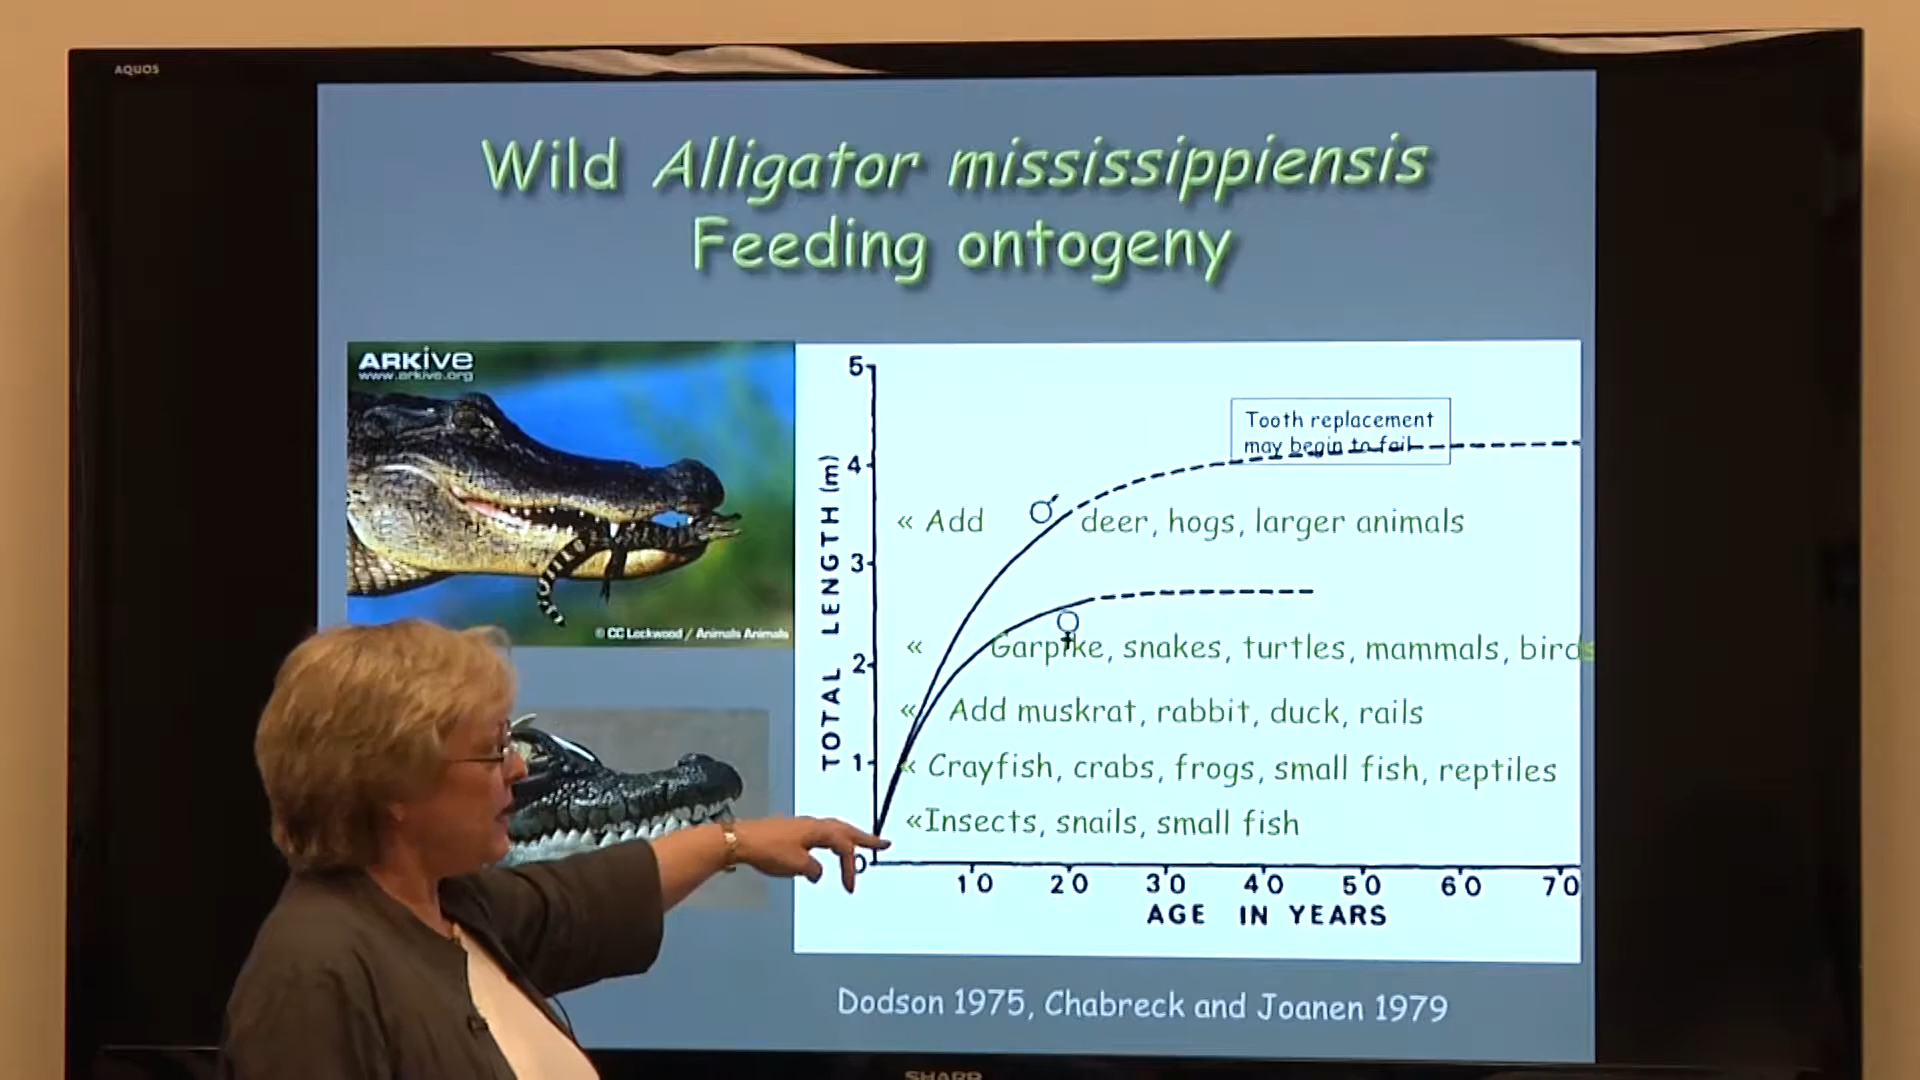 AQUOS
Wild Alligator mississippiensis
Feeding ontogeny
ARKive
www.arkive.org
© CC Lockwood / Animals Animals
TOTAL LENGTH (m)
5
4
3
2
1
0
Tooth replacement
may begin to fail
« Add ♂ deer, hogs, larger animals
♀
« Garpike, snakes, turtles, mammals, birds
« Add muskrat, rabbit, duck, rails
« Crayfish, crabs, frogs, small fish, reptiles
«Insects, snails, small fish
10 20 30 40 50 60 70
AGE IN YEARS
Dodson 1975, Chabreck and Joanen 1979
SHARP